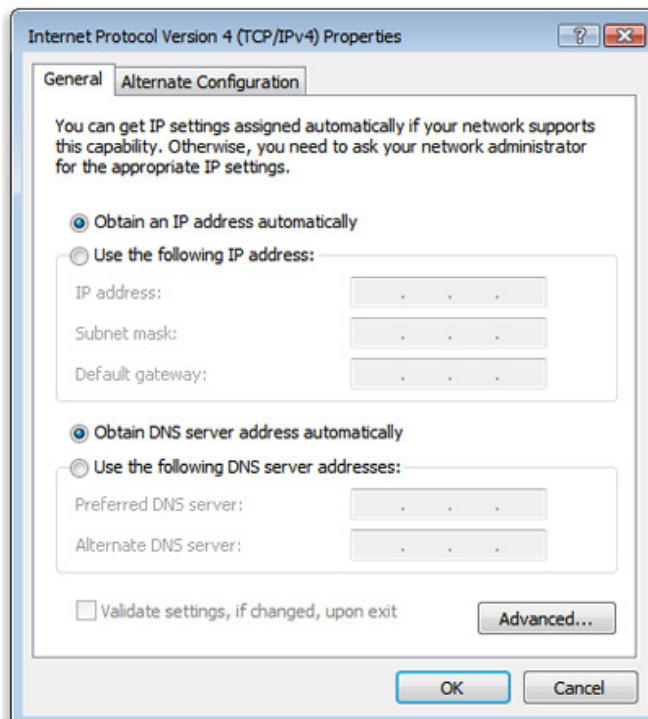 Internet Protocol Version 4 (TCP/IPv4) Properties
General
Alternate Configuration
You can get IP settings assigned automatically if your network supports
this capability. Otherwise, you need to ask your network administrator
for the appropriate IP settings.
Obtain an IP address automatically
Use the following IP address:
IP address:
Subnet mask:
Default gateway:
Obtain DNS server address automatically
Use the following DNS server addresses:
Preferred DNS server:
Alternate DNS server:
Validate settings, if changed, upon exit
Advanced...
OK
Cancel